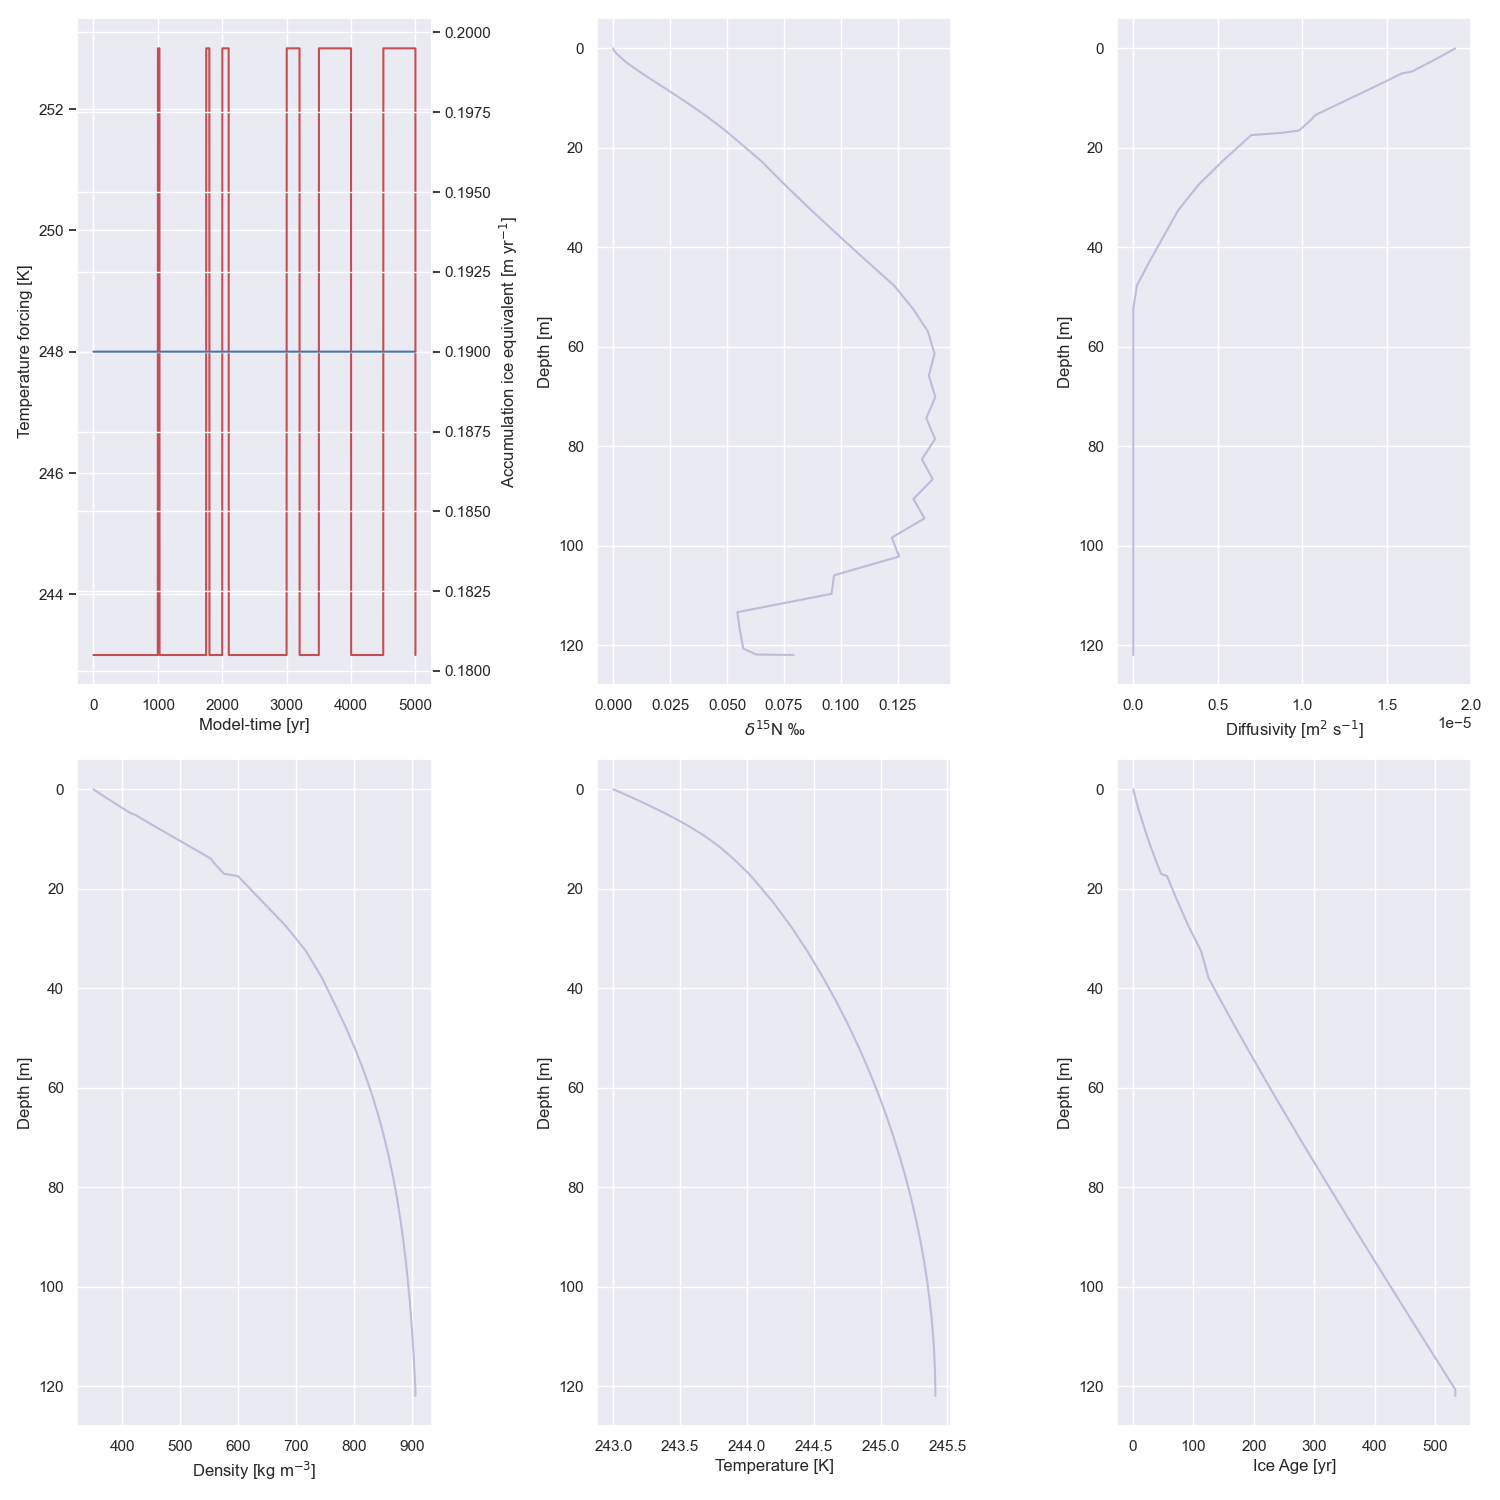 252
250
248
246
244
Temperature forcing [K]
0.2000
0.1975
0.1950
0.1925
0.1900
0.1875
0.1850
0.1825
0.1800
Accumulation ice equivalent [m yr⁻¹]
0 1000 2000 3000 4000 5000
Model-time [yr]
0
20
40
60
80
100
120
Depth [m]
0.000 0.025 0.050 0.075 0.100 0.125
δ¹⁵N ‰
0
20
40
60
80
100
120
Depth [m]
0.0 0.5 1.0 1.5 2.0
1e−5
Diffusivity [m² s⁻¹]
0
20
40
60
80
100
120
Depth [m]
400 500 600 700 800 900
Density [kg m⁻³]
0
20
40
60
80
100
120
Depth [m]
243.0 243.5 244.0 244.5 245.0 245.5
Temperature [K]
0
20
40
60
80
100
120
Depth [m]
0 100 200 300 400 500
Ice Age [yr]